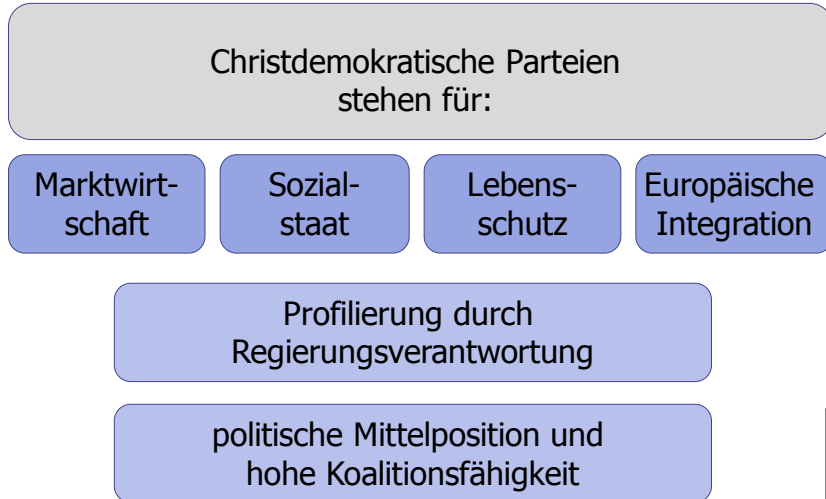 Christdemokratische Parteien
stehen für:
Marktwirt-
schaft
Sozial-
staat
Lebens-
schutz
Europäische
Integration
Profilierung durch
Regierungsverantwortung
politische Mittelposition und
hohe Koalitionsfähigkeit